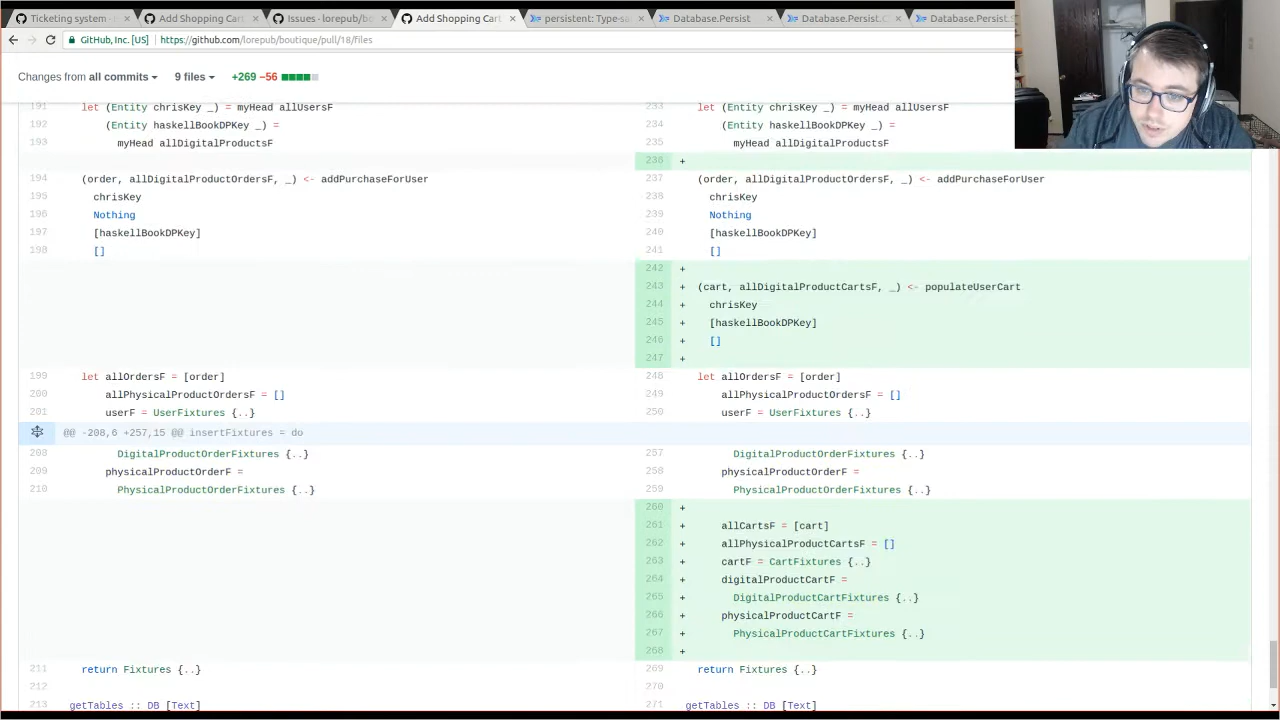 Ticketing system -
Add Shopping Car
Issues · lorepub/bo
Add Shopping Car
persistent: Type-sa
Database.Persist
Database.Persist.C
Database.Persist.S
GitHub, Inc. [US] https://github.com/lorepub/boutique/pull/18/files
Changes from all commits 9 files +269 −56
191 let (Entity chrisKey _) = myHead allUsersF
192 (Entity haskellBookDPKey _) =
193 myHead allDigitalProductsF
194 (order, allDigitalProductOrdersF, _) <- addPurchaseForUser
195 chrisKey
196 Nothing
197 [haskellBookDPKey]
198 []
199 let allOrdersF = [order]
200 allPhysicalProductOrdersF = []
201 userF = UserFixtures {..}
@@ -208,6 +257,15 @@ insertFixtures = do
208 DigitalProductOrderFixtures {..}
209 physicalProductOrderF =
210 PhysicalProductOrderFixtures {..}
211 return Fixtures {..}
212
213 getTables :: DB [Text]
233 let (Entity chrisKey _) = myHead allUsersF
234 (Entity haskellBookDPKey _) =
235 myHead allDigitalProductsF
236 +
237 (order, allDigitalProductOrdersF, _) <- addPurchaseForUser
238 chrisKey
239 Nothing
240 [haskellBookDPKey]
241 []
242 +
243 + (cart, allDigitalProductCartsF, _) <- populateUserCart
244 + chrisKey
245 + [haskellBookDPKey]
246 + []
247 +
248 let allOrdersF = [order]
249 allPhysicalProductOrdersF = []
250 userF = UserFixtures {..}
257 DigitalProductOrderFixtures {..}
258 physicalProductOrderF =
259 PhysicalProductOrderFixtures {..}
260 +
261 + allCartsF = [cart]
262 + allPhysicalProductCartsF = []
263 + cartF = CartFixtures {..}
264 + digitalProductCartF =
265 + DigitalProductCartFixtures {..}
266 + physicalProductCartF =
267 + PhysicalProductCartFixtures {..}
268 +
269 return Fixtures {..}
270
271 getTables :: DB [Text]